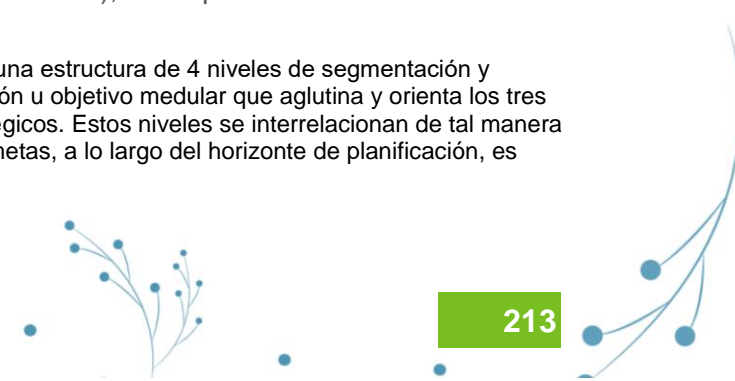 una estructura de 4 niveles de segmentación y
ón u objetivo medular que aglutina y orienta los tres
égicos. Estos niveles se interrelacionan de tal manera
netas, a lo largo del horizonte de planificación, es
213